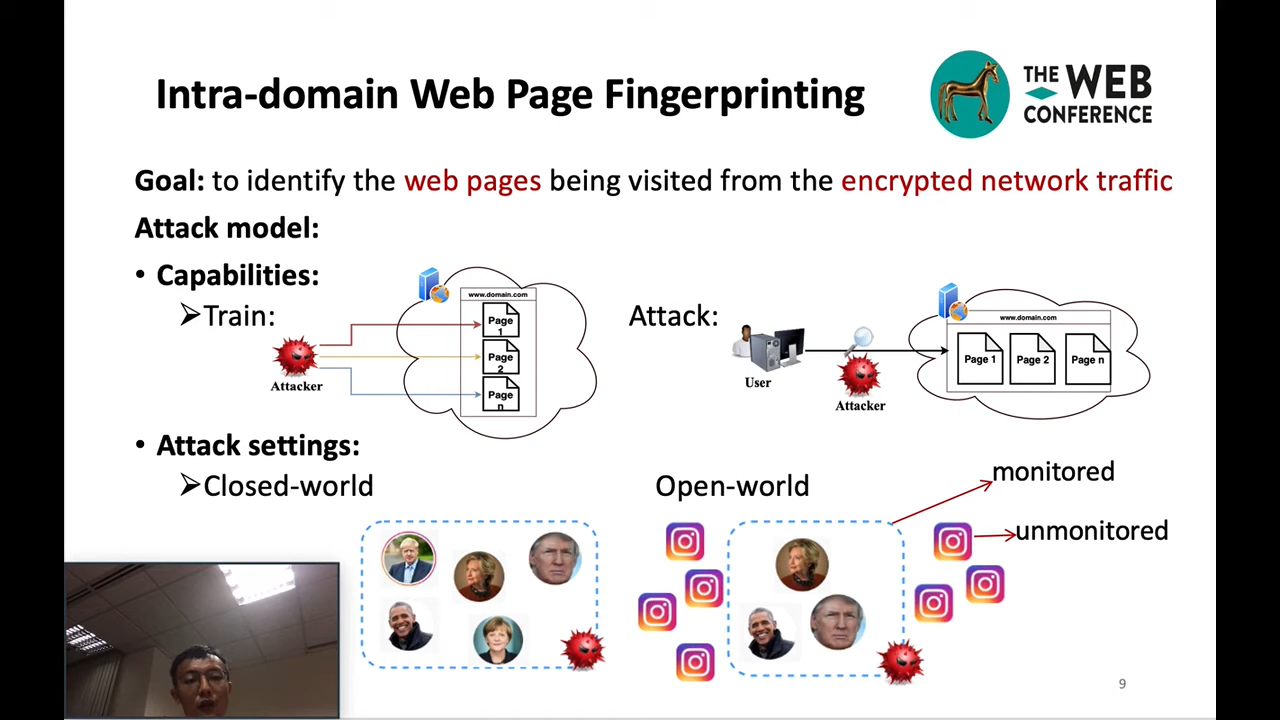 Intra-domain Web Page Fingerprinting
THE WEB
CONFERENCE
Goal: to identify the web pages being visited from the encrypted network traffic
Attack model:
• Capabilities:
➢Train:
Attacker
www.domain.com
Page
1
Page
2
Page
n
Attack:
User
Attacker
www.domain.com
Page 1
Page 2
Page n
• Attack settings:
➢Closed-world
Open-world
monitored
unmonitored
9